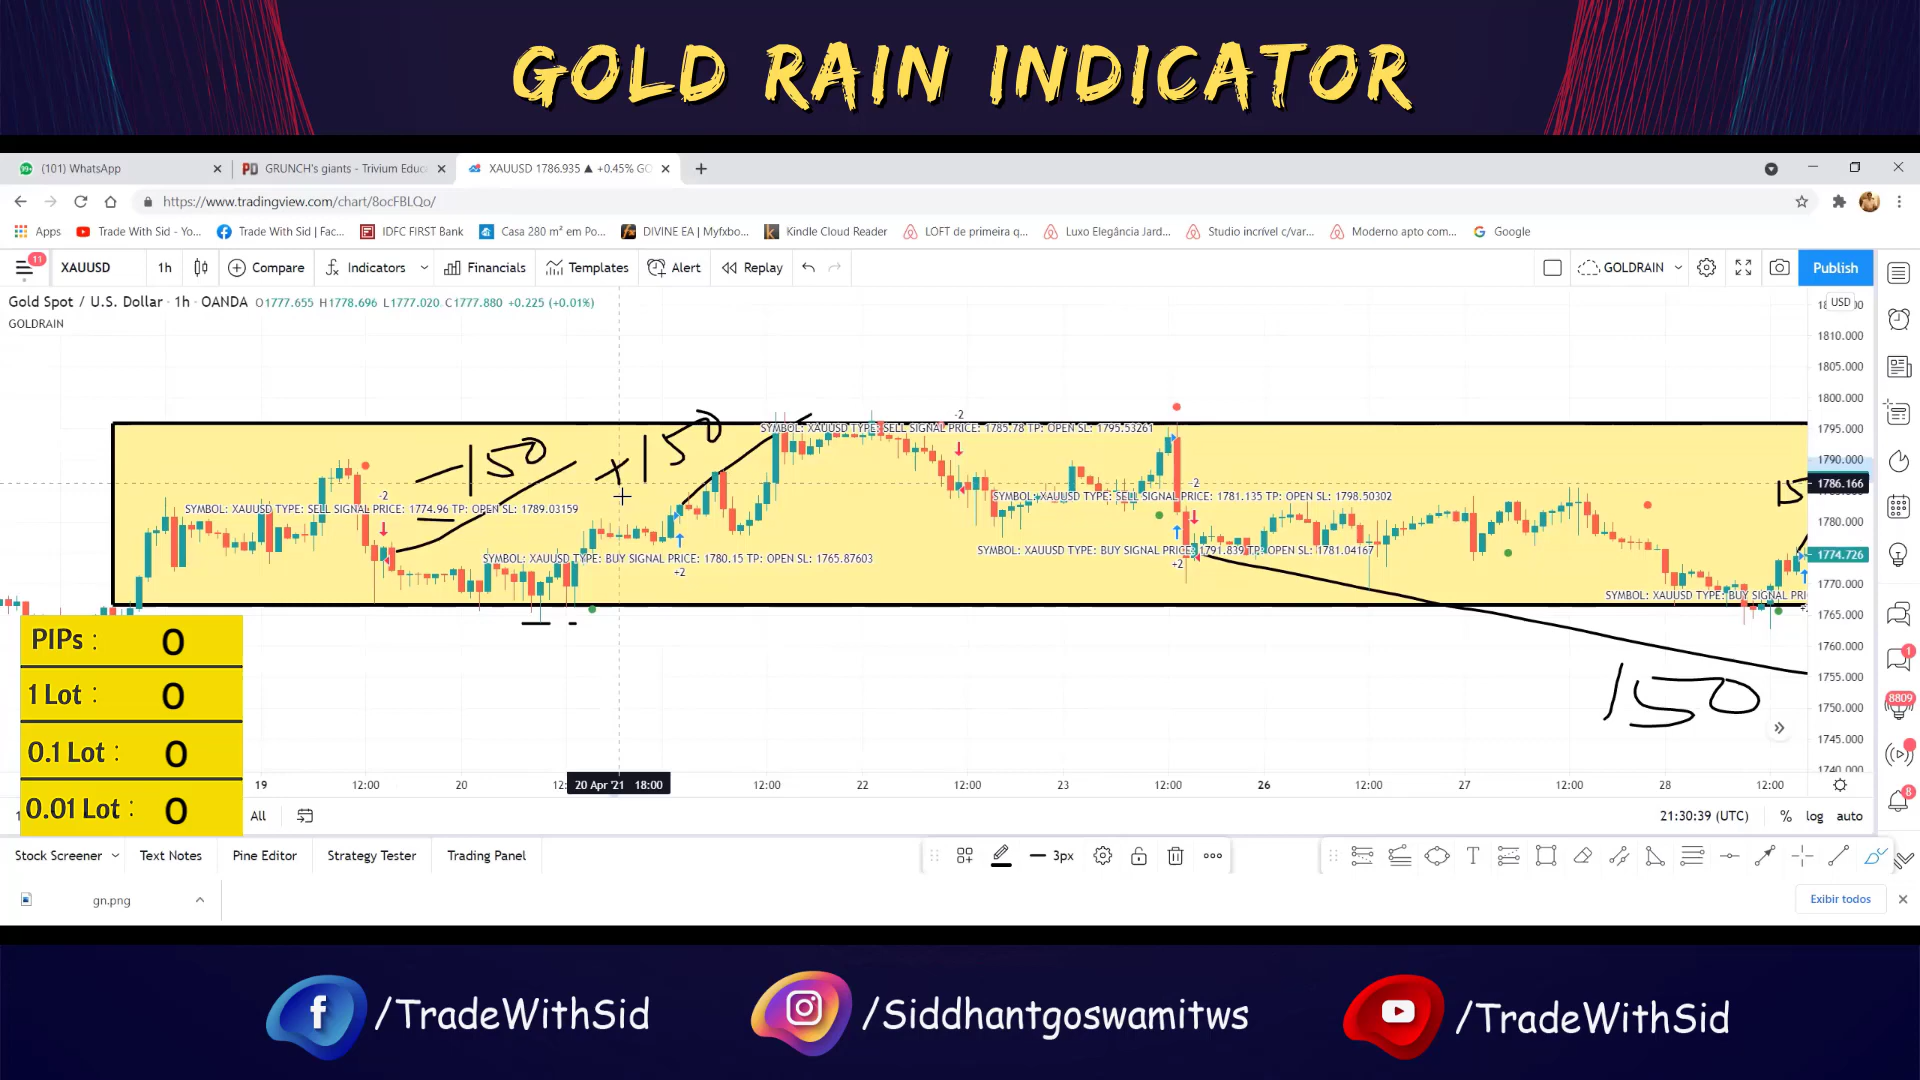 GOLD RAIN INDICATOR
(101) WhatsApp
GRUNCH's giants - Trivium Educ
XAUUSD 1786.935 ▲ +0.45% GO
https://www.tradingview.com/chart/8ocFBLQo/
Apps
Trade With Sid - Yo...
Trade With Sid | Fac...
IDFC FIRST Bank
Casa 280 m² em Po...
DIVINE EA | Myfxbo...
Kindle Cloud Reader
LOFT de primeira q...
Luxo Elegância Jard...
Studio incrível c/var...
Moderno apto com...
Google
11
XAUUSD
1h
Compare
Indicators
Financials
Templates
Alert
Replay
GOLDRAIN
Publish
Gold Spot / U.S. Dollar · 1h · OANDA O1777.655 H1778.696 L1777.020 C1777.880 +0.225 (+0.01%)
USD
GOLDRAIN
1810.000
1805.000
1800.000
1795.000
1790.000
1786.166
1780.000
1774.726
1770.000
1765.000
1760.000
1755.000
1750.000
1745.000
1740.000
-150
+150
-2
SYMBOL: XAUUSD TYPE: SELL SIGNAL PRICE: 1785.78 TP: OPEN SL: 1795.53261
-2
SYMBOL: XAUUSD TYPE: SELL SIGNAL PRICE: 1774.96 TP: OPEN SL: 1789.03159
-2
SYMBOL: XAUUSD TYPE: SELL SIGNAL PRICE: 1781.135 TP: OPEN SL: 1798.50302
15
SYMBOL: XAUUSD TYPE: BUY SIGNAL PRICE: 1780.15 TP: OPEN SL: 1765.87603
+2
SYMBOL: XAUUSD TYPE: BUY SIGNAL PRICE: 1791.839 TP: OPEN SL: 1781.04167
+2
SYMBOL: XAUUSD TYPE: BUY SIGNAL PRI
150
PIPs : 0
1 Lot : 0
0.1 Lot : 0
0.01 Lot : 0
19
12:00
20
20 Apr '21 18:00
12:00
22
12:00
23
12:00
26
12:00
27
12:00
28
12:00
All
21:30:39 (UTC)
%
log
auto
1
8809
8
Stock Screener
Text Notes
Pine Editor
Strategy Tester
Trading Panel
3px
gn.png
Exibir todos
/TradeWithSid
/Siddhantgoswamitws
/TradeWithSid